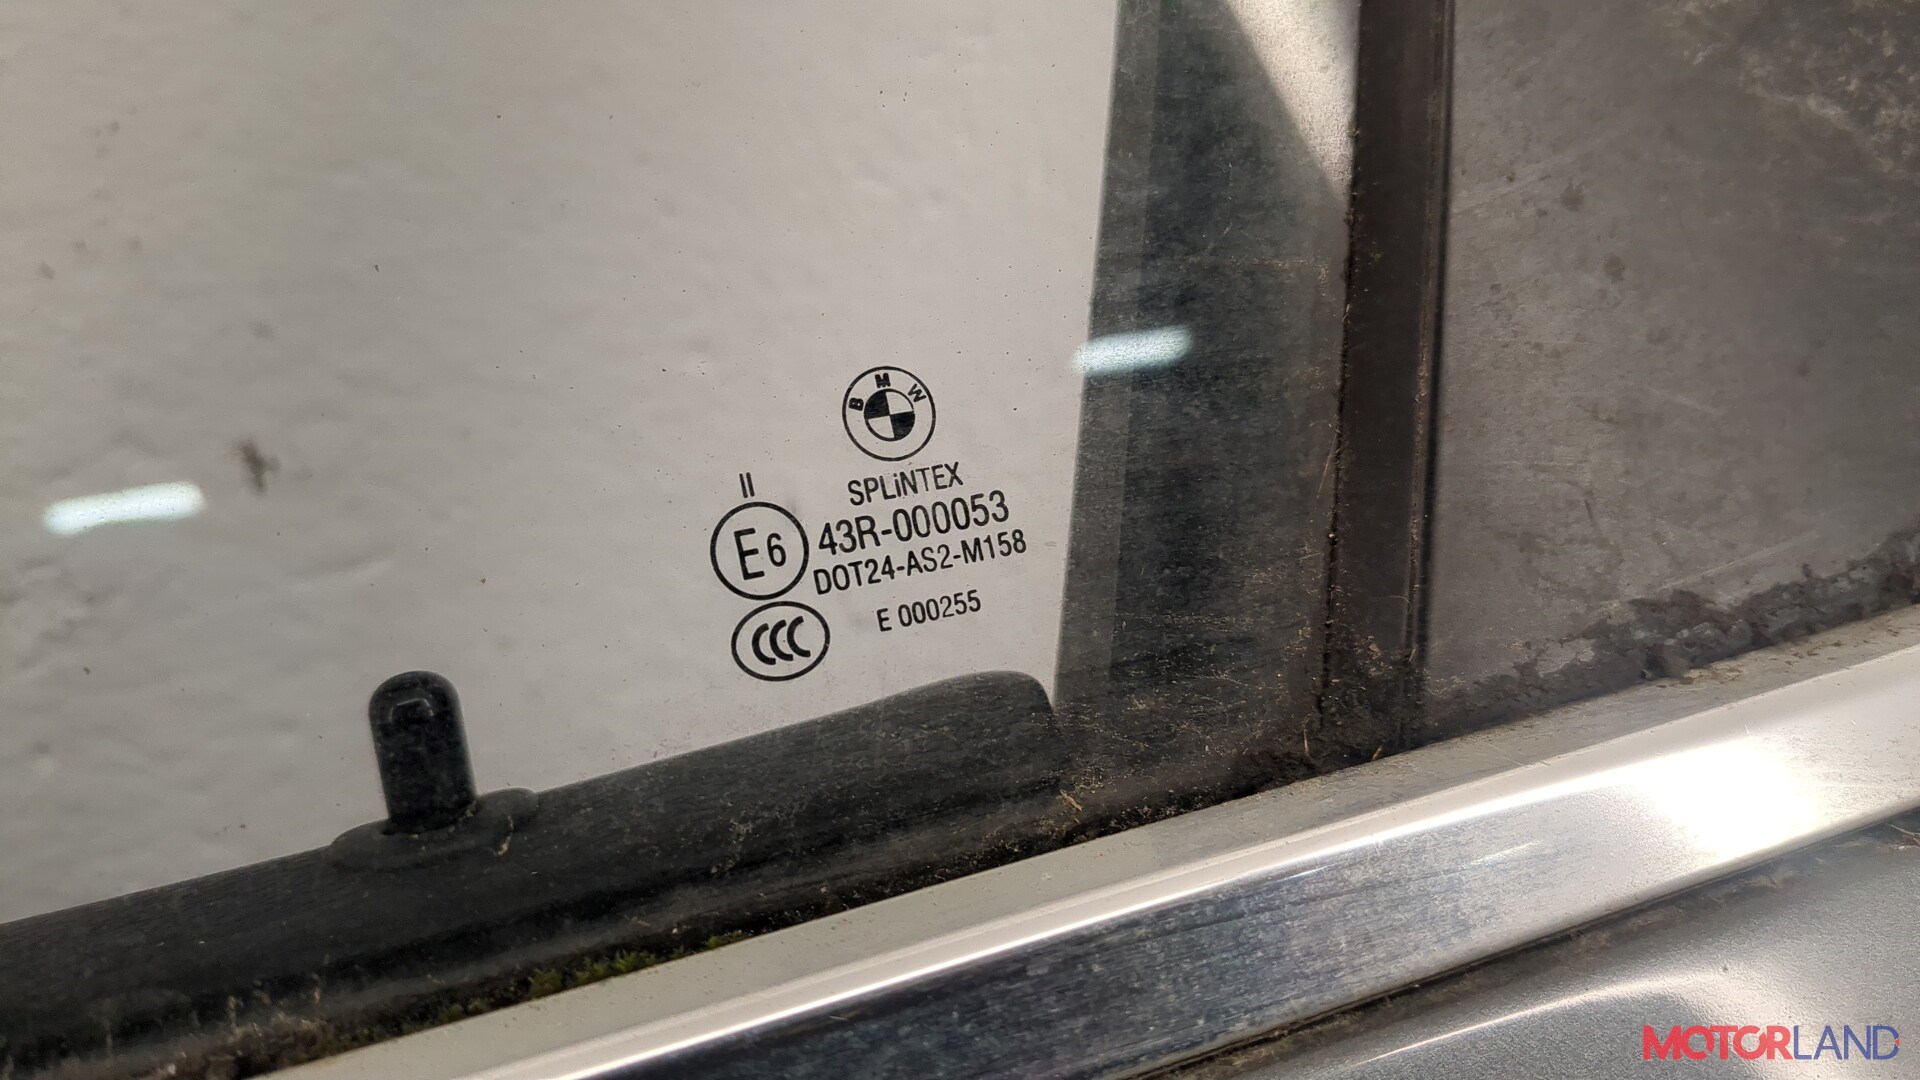 BMW
SPLiNTEX
II
E6 43R-000053
DOT24-AS2-M158
CCC E 000255
MOTORLAND